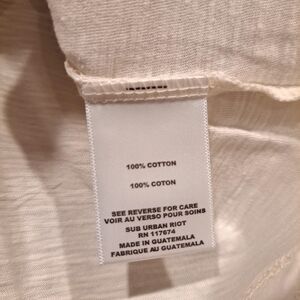 100% COTTON
100% COTON
SEE REVERSE FOR CARE
VOIR AU VERSO POUR SOINS
SUB URBAN RIOT
RN 117674
MADE IN GUATEMALA
FABRIQUE AU GUATEMALA